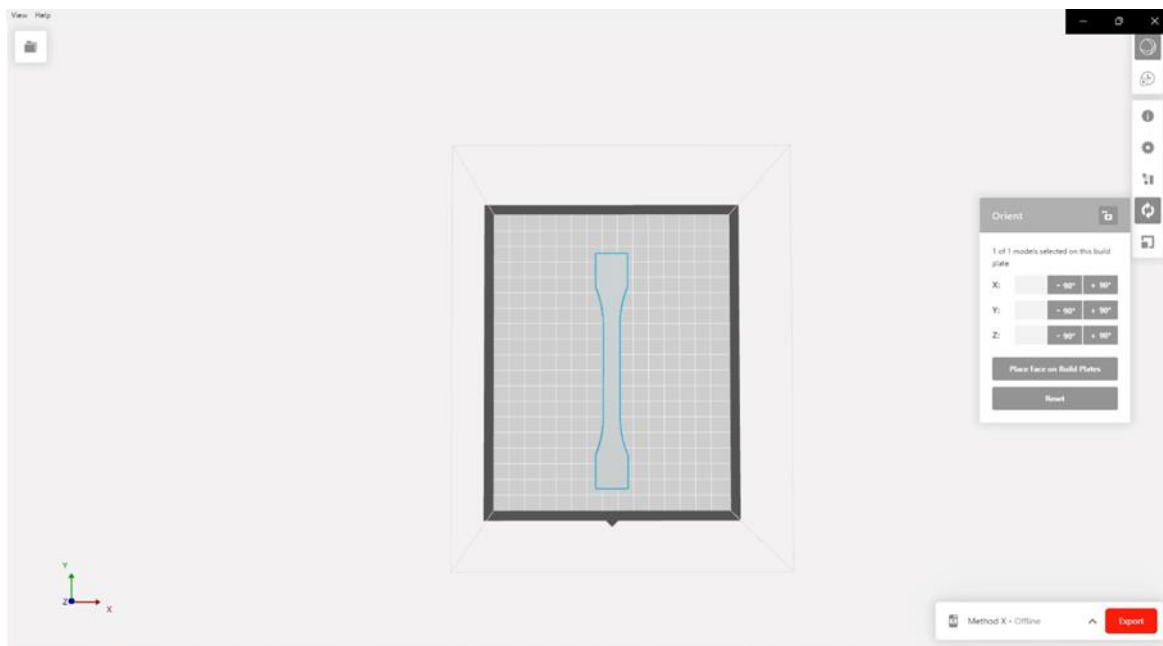 View Help
Orient
1 of 1 models selected on this build
plate
X: - 90° + 90°
Y: - 90° + 90°
Z: - 90° + 90°
Place Face on Build Plates
Reset
Y
Z X
Method X - Offline
Export